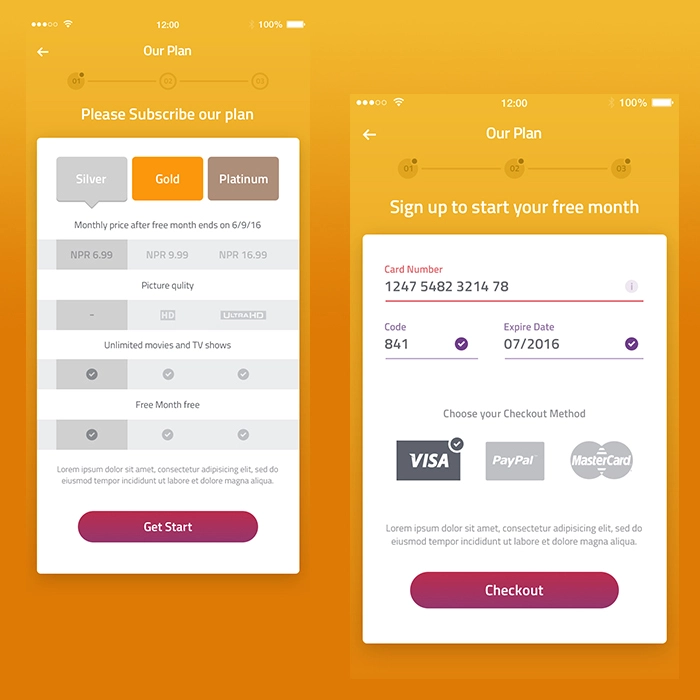 12:00
100%
Our Plan
01 02 03
Please Subscribe our plan
Silver Gold Platinum
Monthly price after free month ends on 6/9/16
NPR 6.99 NPR 9.99 NPR 16.99
Picture qulity
- HD ULTRA HD
Unlimited movies and TV shows
Free Month free
Lorem ipsum dolor sit amet, consectetur adipiscing elit, sed do eiusmod
tempor incididunt ut labore et dolore magna aliqua.
Get Start
12:00
100%
Our Plan
01 02 03
Sign up to start your free month
Card Number
1247 5482 3214 78
i
Code Expire Date
841 07/2016
Choose your Checkout Method
VISA PayPal MasterCard
Lorem ipsum dolor sit amet, consectetur adipiscing elit, sed do
eiusmod tempor incididunt ut labore et dolore magna aliqua.
Checkout